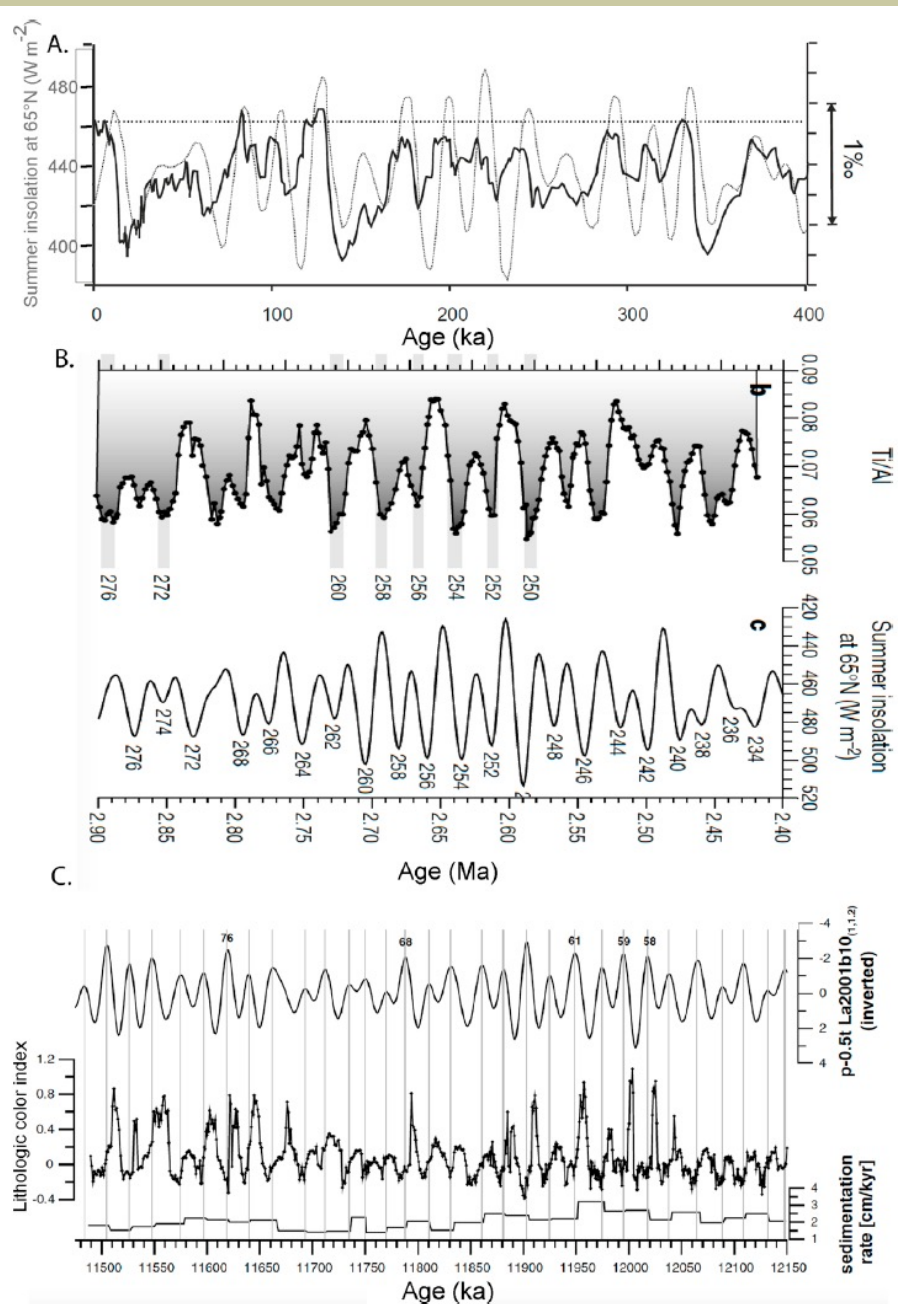 A.
Summer insolation at 65°N (W m⁻²)
480
440
400
1‰
0 100 200 300 400
Age (ka)
B.
b
0.09
0.08
0.07
0.06
0.05
Ti/Al
276 272 260 258 256 254 252 250
c
420
440
460
480
500
520
Summer insolation
at 65°N (W m⁻²)
276 274 272 268 266 264 262 260 258 256 254 252 248 246 244 242 240 238 236 234
2.90 2.85 2.80 2.75 2.70 2.65 2.60 2.55 2.50 2.45 2.40
Age (Ma)
C.
76 68 61 59 58
-4
-2
0
2
4
p-0.5t La2001b10(1,1.2)
(inverted)
1.2
0.8
0.4
0
-0.4
Lithologic color index
4
3
2
1
sedimentation
rate [cm/kyr]
11500 11550 11600 11650 11700 11750 11800 11850 11900 11950 12000 12050 12100 12150
Age (ka)